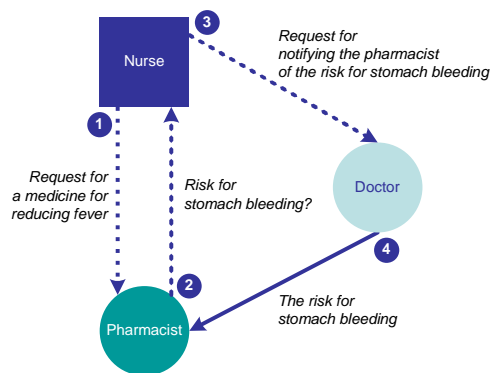 3
Request for
notifying the pharmacist
of the risk for stomach bleeding
Nurse
1
Request for
a medicine for
reducing fever
Risk for
stomach bleeding?
Doctor
4
2
The risk for
stomach bleeding
Pharmacist